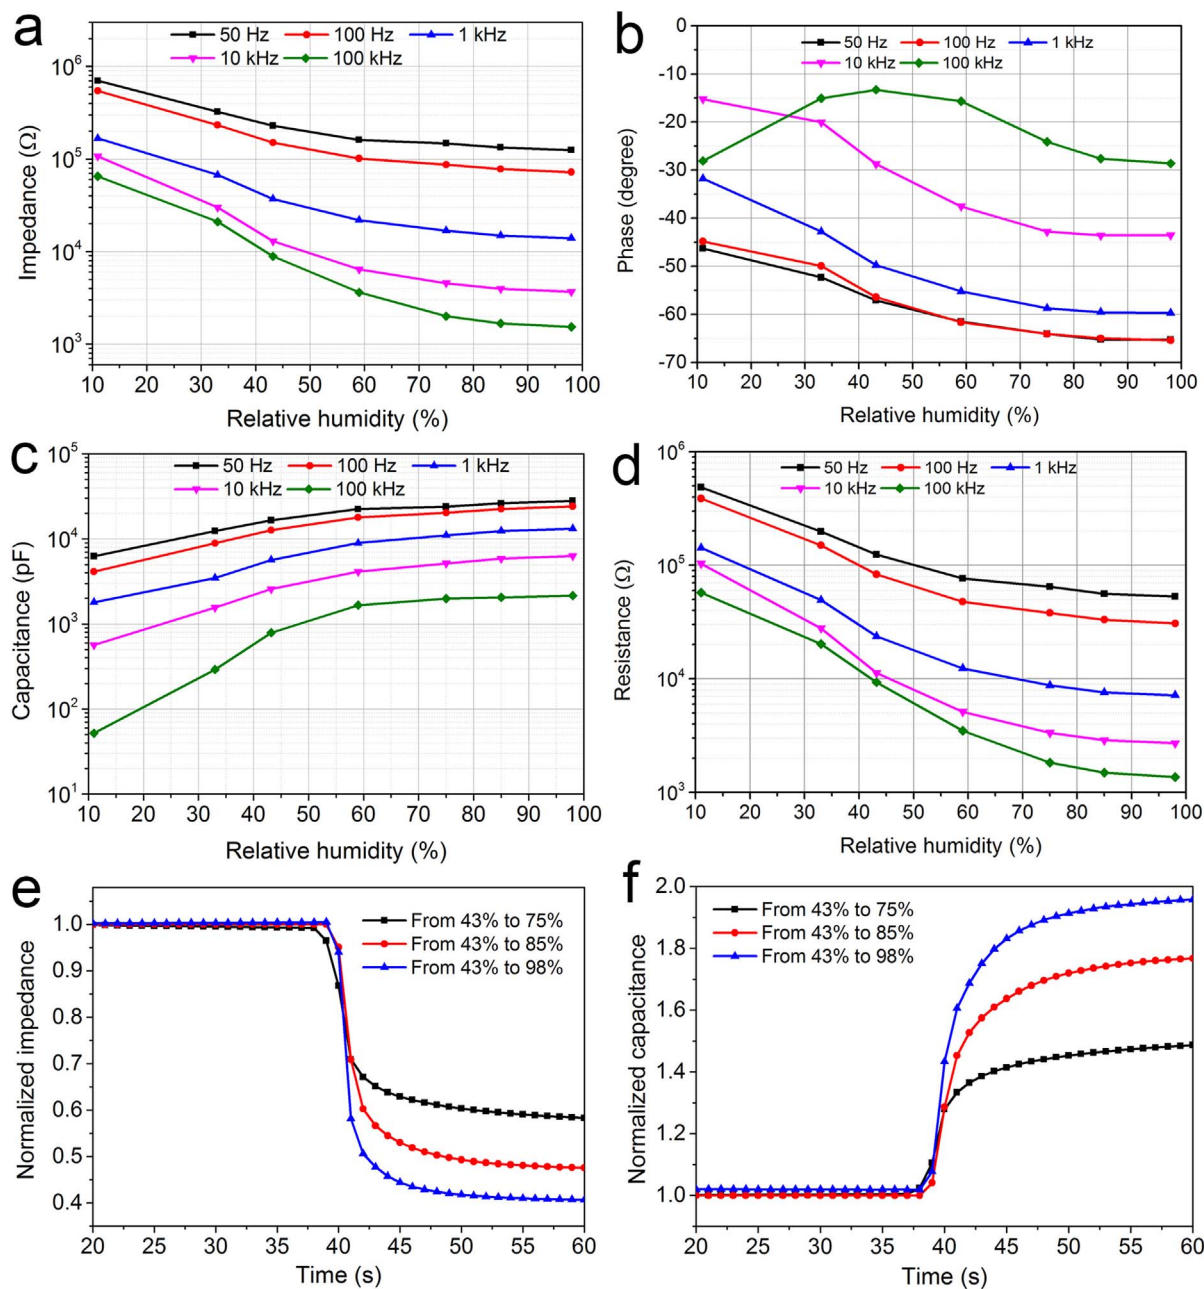 a
50 Hz 100 Hz 1 kHz
10 kHz 100 kHz
Impedance (Ω)
10⁶
10⁵
10⁴
10³
10 20 30 40 50 60 70 80 90 100
Relative humidity (%)
b
50 Hz 100 Hz 1 kHz
10 kHz 100 kHz
Phase (degree)
0
-10
-20
-30
-40
-50
-60
-70
10 20 30 40 50 60 70 80 90 100
Relative humidity (%)
c
50 Hz 100 Hz 1 kHz
10 kHz 100 kHz
Capacitance (pF)
10⁵
10⁴
10³
10²
10¹
10 20 30 40 50 60 70 80 90 100
Relative humidity (%)
d
50 Hz 100 Hz 1 kHz
10 kHz 100 kHz
Resistance (Ω)
10⁶
10⁵
10⁴
10³
10 20 30 40 50 60 70 80 90 100
Relative humidity (%)
e
From 43% to 75%
From 43% to 85%
From 43% to 98%
Normalized impedance
1.0
0.9
0.8
0.7
0.6
0.5
0.4
20 25 30 35 40 45 50 55 60
Time (s)
f
From 43% to 75%
From 43% to 85%
From 43% to 98%
Normalized capacitance
2.0
1.8
1.6
1.4
1.2
1.0
20 25 30 35 40 45 50 55 60
Time (s)